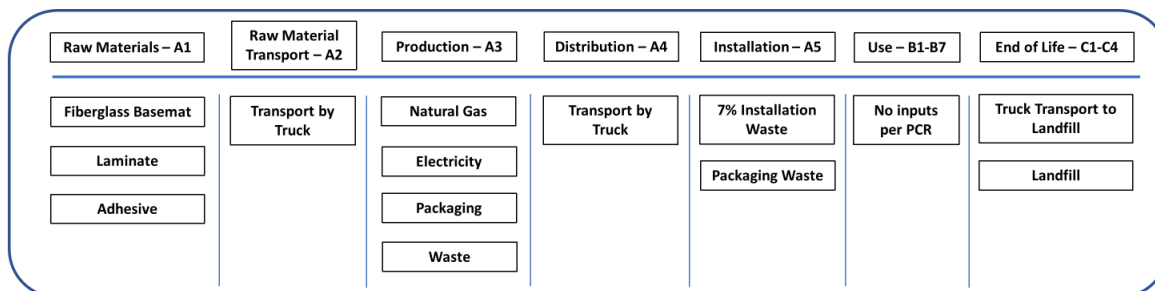 Raw Materials – A1
Raw Material
Transport – A2
Production – A3
Distribution – A4
Installation – A5
Use – B1-B7
End of Life – C1-C4
Fiberglass Basemat
Laminate
Adhesive
Transport by
Truck
Natural Gas
Electricity
Packaging
Waste
Transport by
Truck
7% Installation
Waste
Packaging Waste
No inputs
per PCR
Truck Transport to
Landfill
Landfill